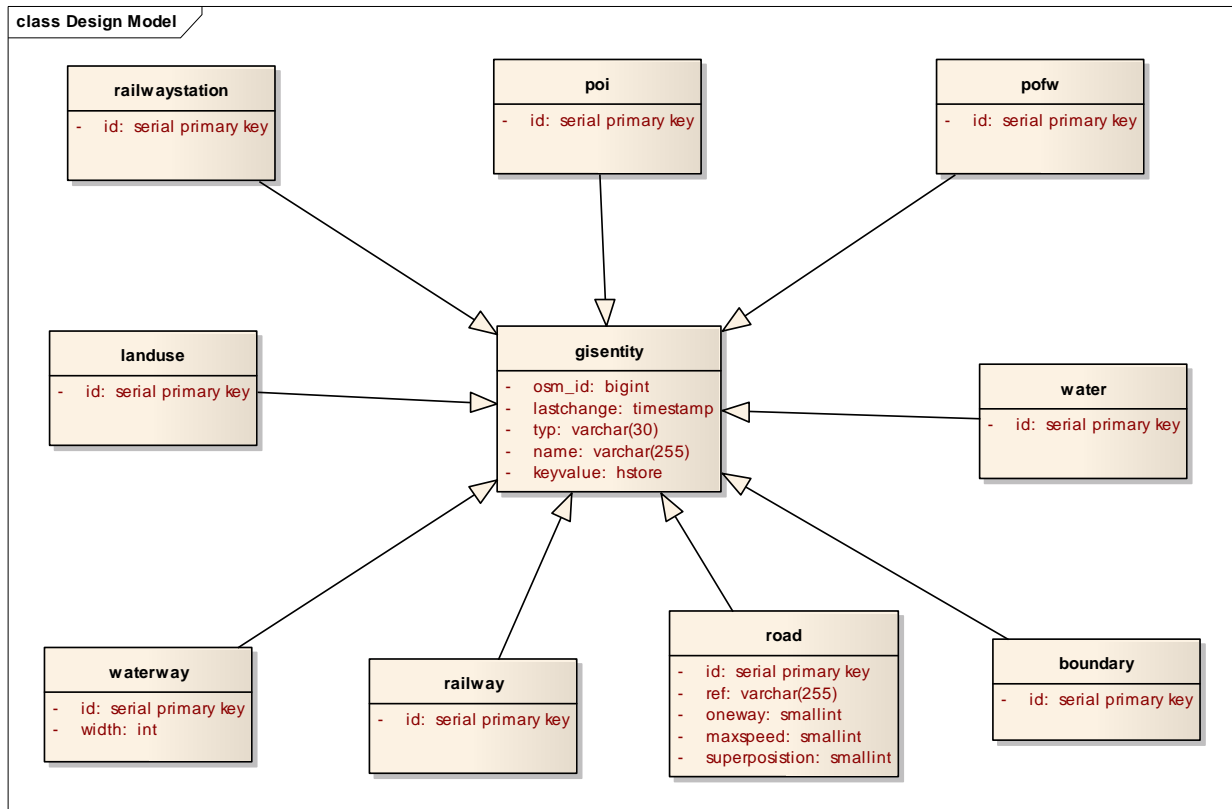 class Design Model
railwaystation
- id: serial primary key
poi
- id: serial primary key
pofw
- id: serial primary key
landuse
- id: serial primary key
gisentity
- osm_id: bigint
- lastchange: timestamp
- typ: varchar(30)
- name: varchar(255)
- keyvalue: hstore
water
- id: serial primary key
waterway
- id: serial primary key
- width: int
railway
- id: serial primary key
road
- id: serial primary key
- ref: varchar(255)
- oneway: smallint
- maxspeed: smallint
- superposistion: smallint
boundary
- id: serial primary key